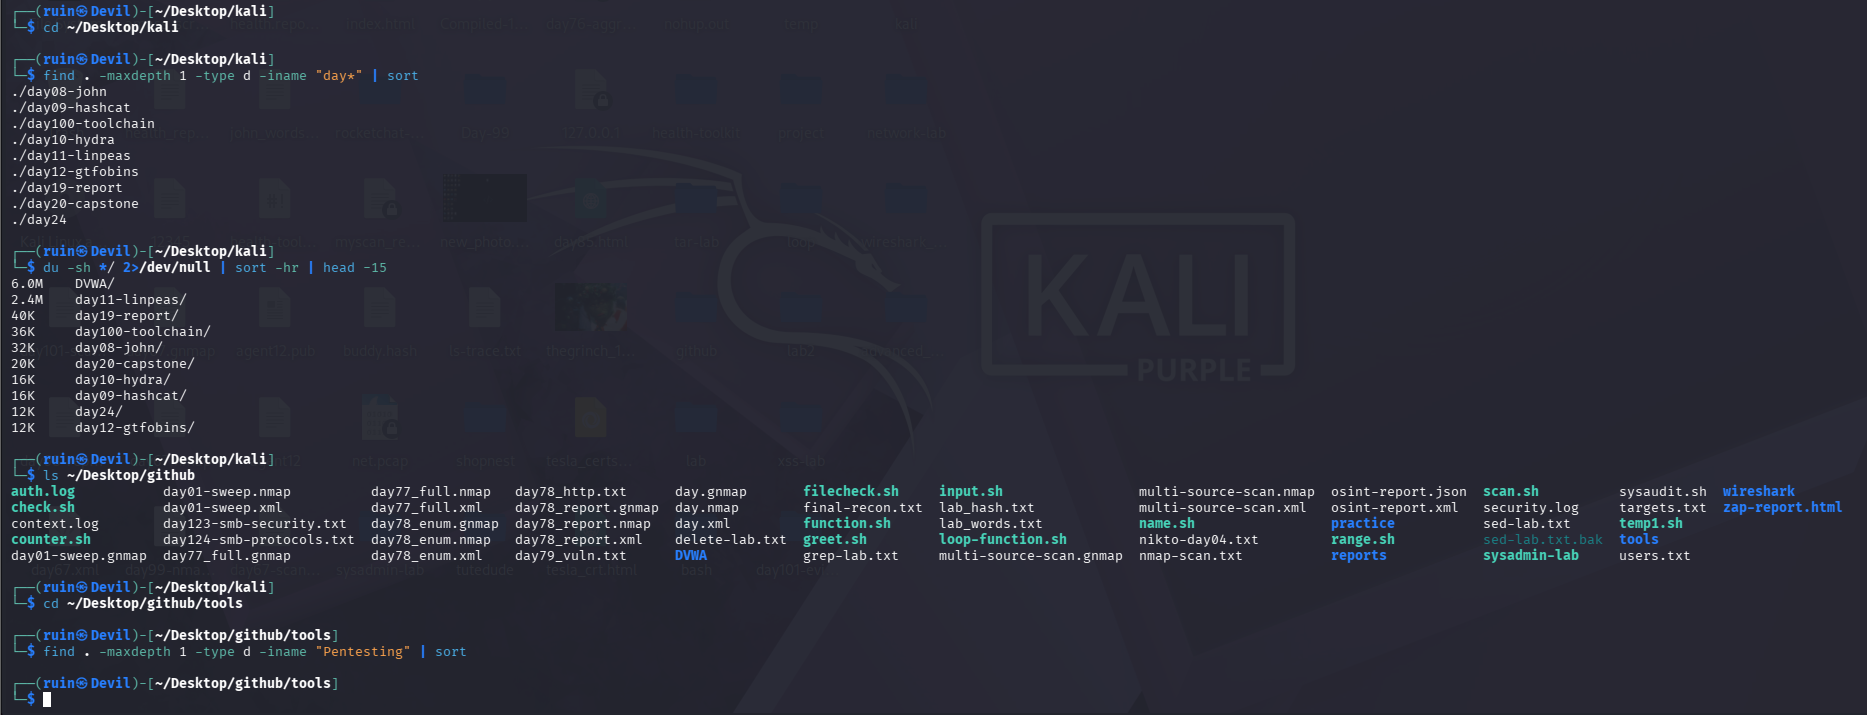 ┌──(ruin㉿Devil)-[~/Desktop/kali]
└─$ cd ~/Desktop/kali
┌──(ruin㉿Devil)-[~/Desktop/kali]
└─$ find . -maxdepth 1 -type d -iname "day*" | sort
./day08-john
./day09-hashcat
./day100-toolchain
./day10-hydra
./day11-linpeas
./day12-gtfobins
./day19-report
./day20-capstone
./day24
┌──(ruin㉿Devil)-[~/Desktop/kali]
└─$ du -sh */ 2>/dev/null | sort -hr | head -15
6.0M    DVWA/
2.4M    day11-linpeas/
40K     day19-report/
36K     day100-toolchain/
32K     day08-john/
20K     day20-capstone/
16K     day10-hydra/
16K     day09-hashcat/
12K     day24/
12K     day12-gtfobins/
┌──(ruin㉿Devil)-[~/Desktop/kali]
└─$ ls ~/Desktop/github
auth.log           day01-sweep.nmap           day77_full.nmap   day78_http.txt      day.gnmap       filecheck.sh     input.sh                 multi-source-scan.nmap  osint-report.json  scan.sh          sysaudit.sh  wireshark
check.sh           day01-sweep.xml            day77_full.xml    day78_report.gnmap  day.nmap        final-recon.txt  lab_hash.txt             multi-source-scan.xml   osint-report.xml   security.log     targets.txt  zap-report.html
context.log        day123-smb-security.txt    day78_enum.gnmap  day78_report.nmap   day.xml         function.sh      lab_words.txt            name.sh                 practice           sed-lab.txt      temp1.sh
counter.sh         day124-smb-protocols.txt   day78_enum.nmap   day78_report.xml    delete-lab.txt  greet.sh         loop-function.sh         nikto-day04.txt         range.sh           sed-lab.txt.bak  tools
day01-sweep.gnmap  day77_full.gnmap           day78_enum.xml    day79_vuln.txt      DVWA            grep-lab.txt     multi-source-scan.gnmap  nmap-scan.txt           reports            sysadmin-lab     users.txt
┌──(ruin㉿Devil)-[~/Desktop/kali]
└─$ cd ~/Desktop/github/tools
┌──(ruin㉿Devil)-[~/Desktop/github/tools]
└─$ find . -maxdepth 1 -type d -iname "Pentesting" | sort
┌──(ruin㉿Devil)-[~/Desktop/github/tools]
└─$
KALI
PURPLE